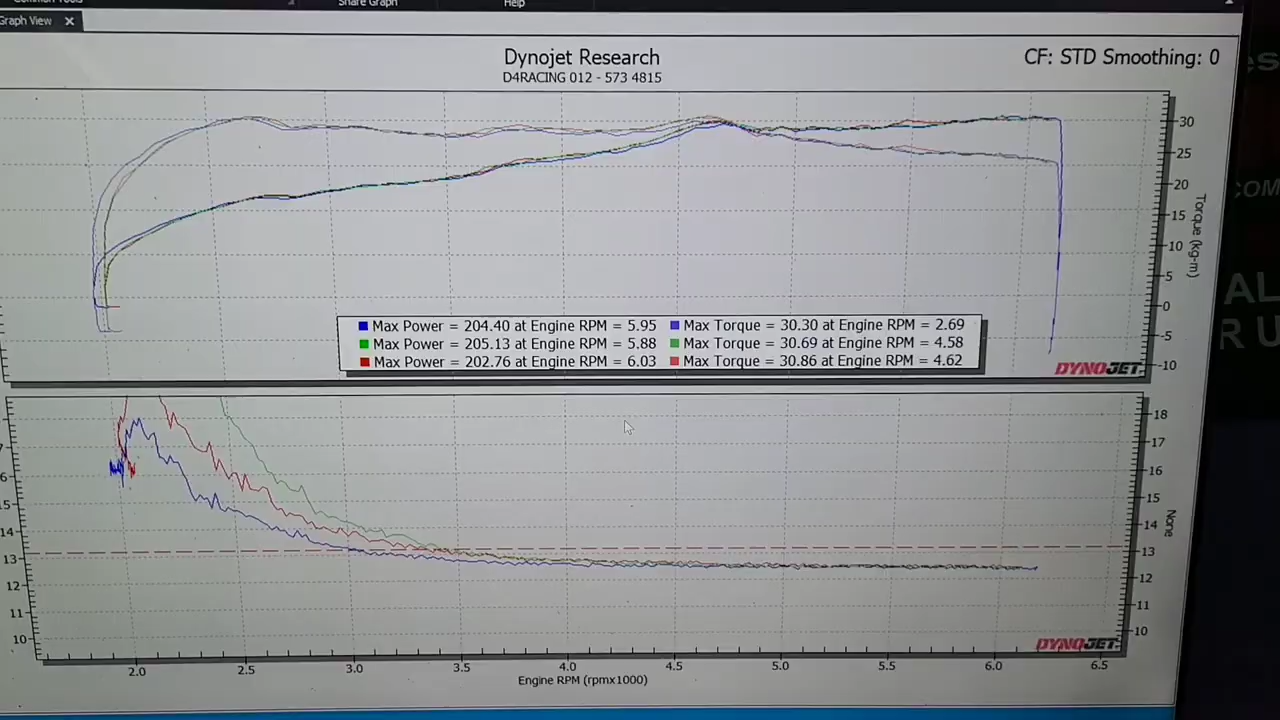 Share Graph
Help
Graph View X
Dynojet Research
D4RACING 012 - 573 4815
CF: STD Smoothing: 0
30
25
20
15
10
5
0
-5
-10
Torque (kg-m)
Max Power = 204.40 at Engine RPM = 5.95 Max Torque = 30.30 at Engine RPM = 2.69
Max Power = 205.13 at Engine RPM = 5.88 Max Torque = 30.69 at Engine RPM = 4.58
Max Power = 202.76 at Engine RPM = 6.03 Max Torque = 30.86 at Engine RPM = 4.62
DYNOJET
14
13
12
11
10
18
17
16
15
14
13
12
11
10
None
DYNOJET
2.0 2.5 3.0 3.5 4.0 4.5 5.0 5.5 6.0 6.5
Engine RPM (rpmx1000)